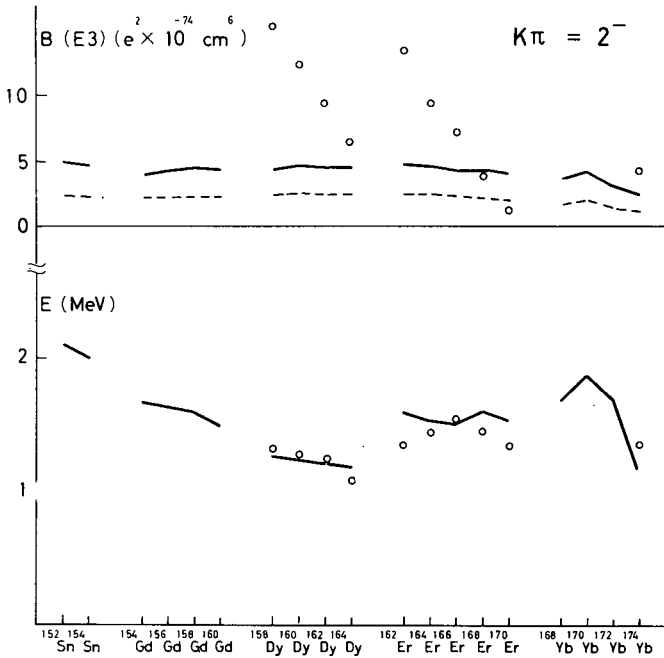 B (E3) (e² × 10⁻⁷⁴ cm⁶) Kπ = 2⁻
10
5
0
E (MeV)
2
1
152 154 154 156 158 160 158 160 162 164 162 164 166 168 170 168 170 172 174
Sn Sn Gd Gd Gd Gd Dy Dy Dy Dy Er Er Er Er Er Yb Yb Yb Yb